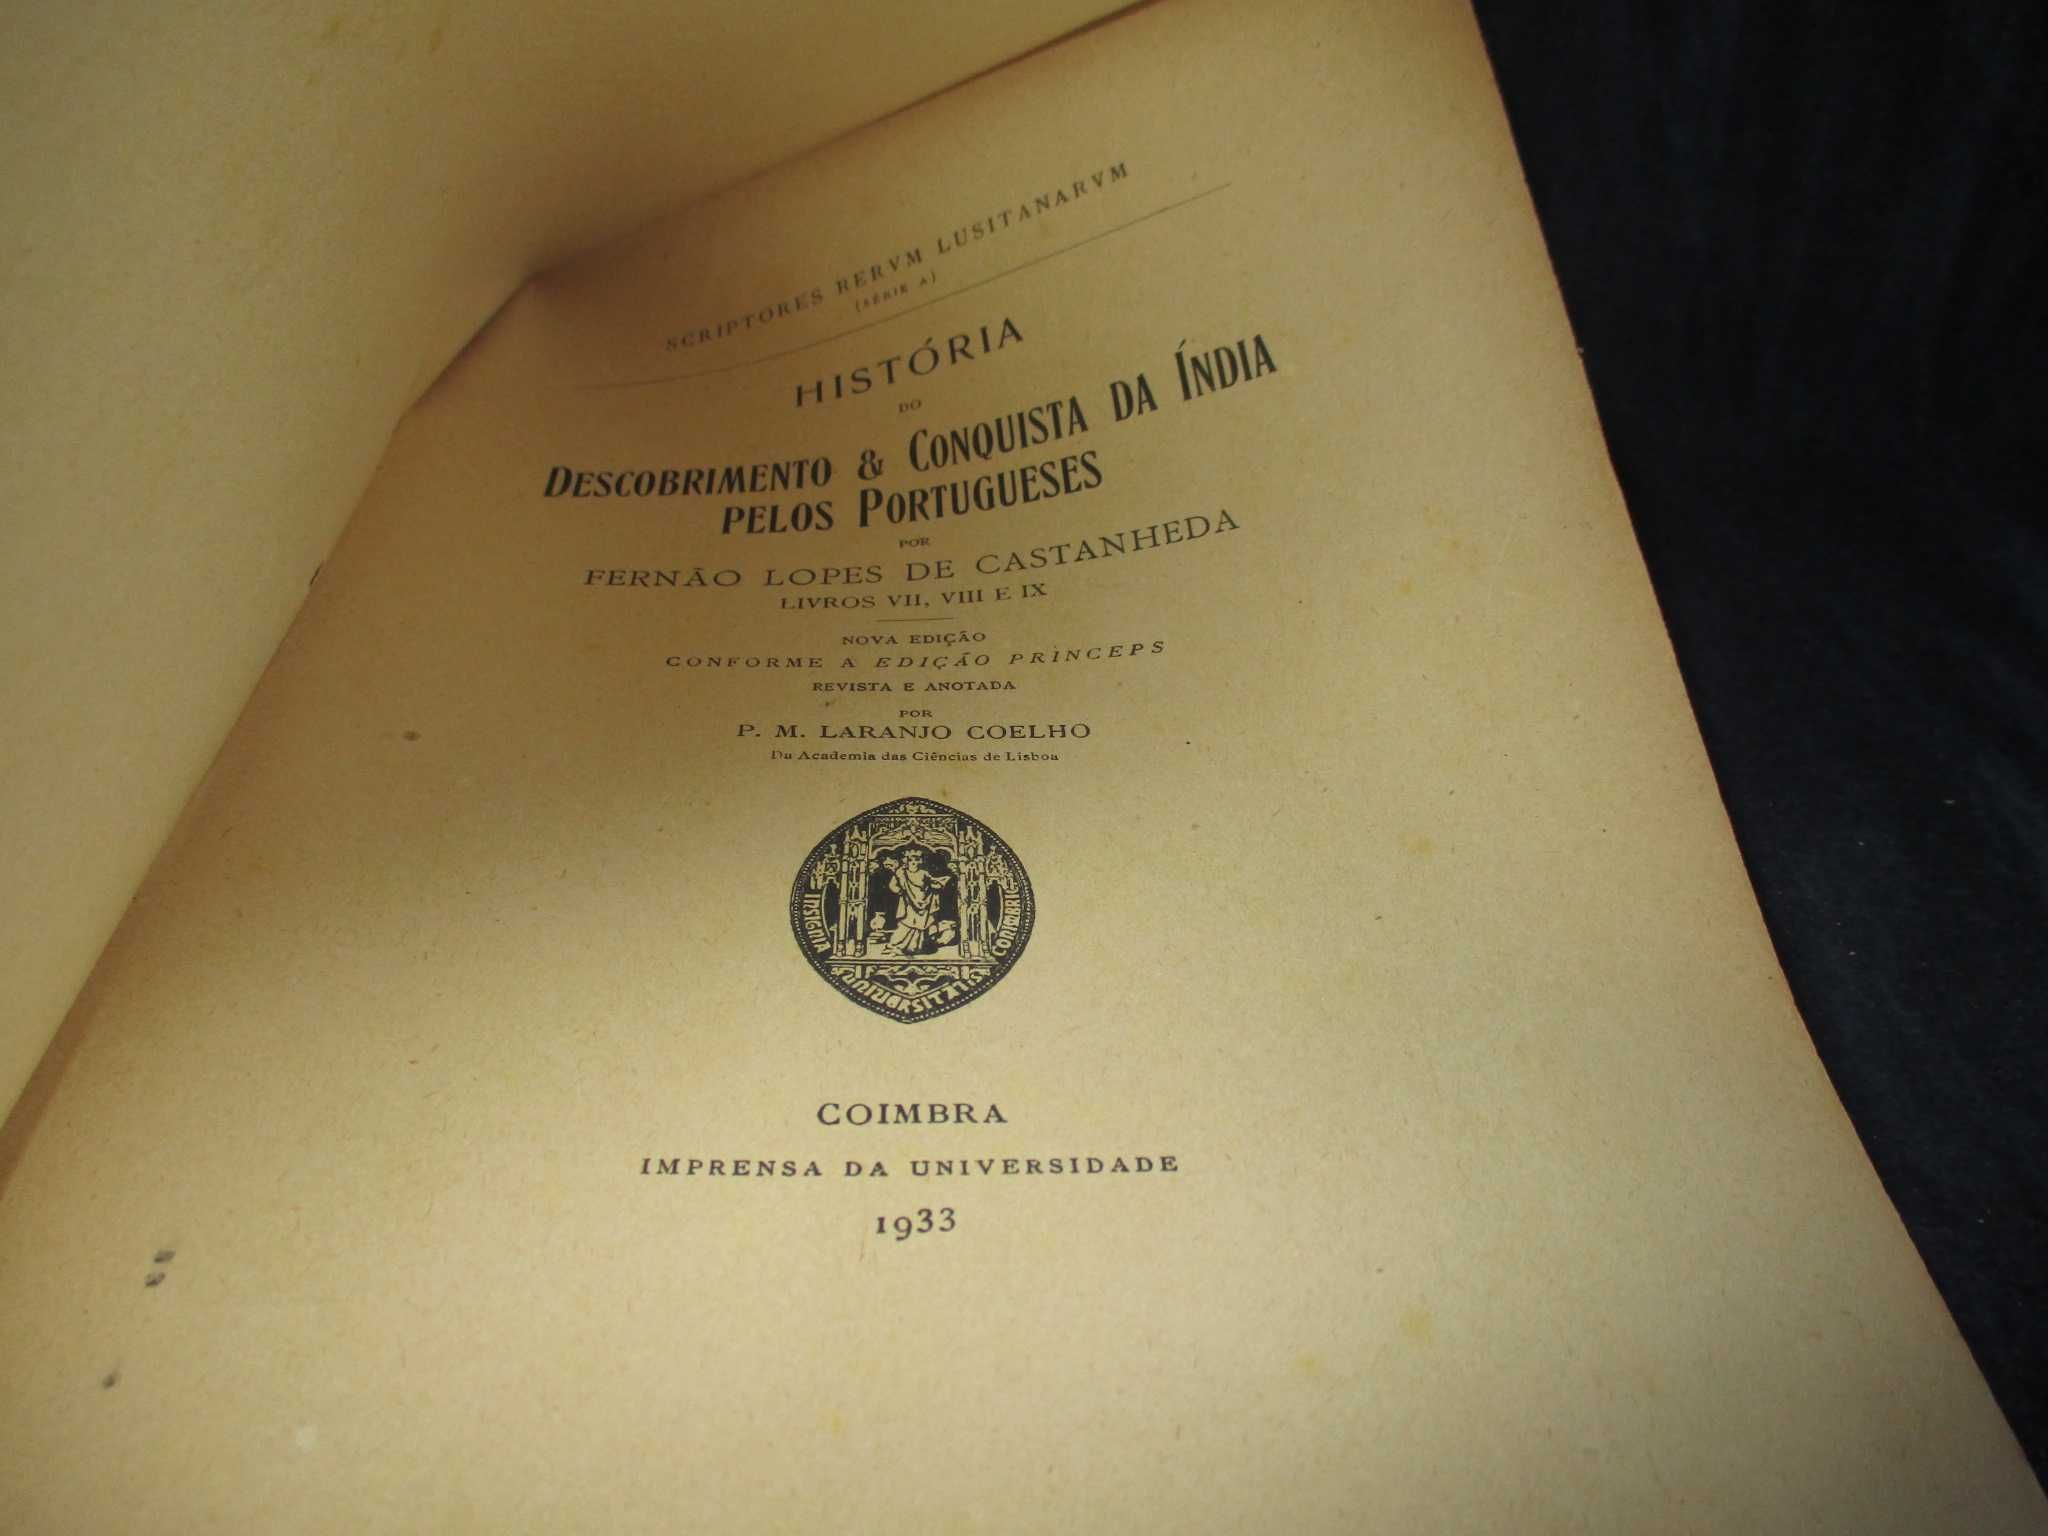 SCRIPTORES RERVM LUSITANARVM
(SÉRIE A)
HISTÓRIA
DO
DESCOBRIMENTO & CONQUISTA DA ÍNDIA
PELOS PORTUGUESES
POR
FERNÃO LOPES DE CASTANHEDA
LIVROS VII, VIII E IX
NOVA EDIÇÃO
CONFORME A EDIÇÃO PRINCEPS
REVISTA E ANOTADA
POR
P. M. LARANJO COELHO
Da Academia das Ciências de Lisboa
INSIGNIA
UNIVERSITATIS
COIMBRA
IMPRENSA DA UNIVERSIDADE
1933